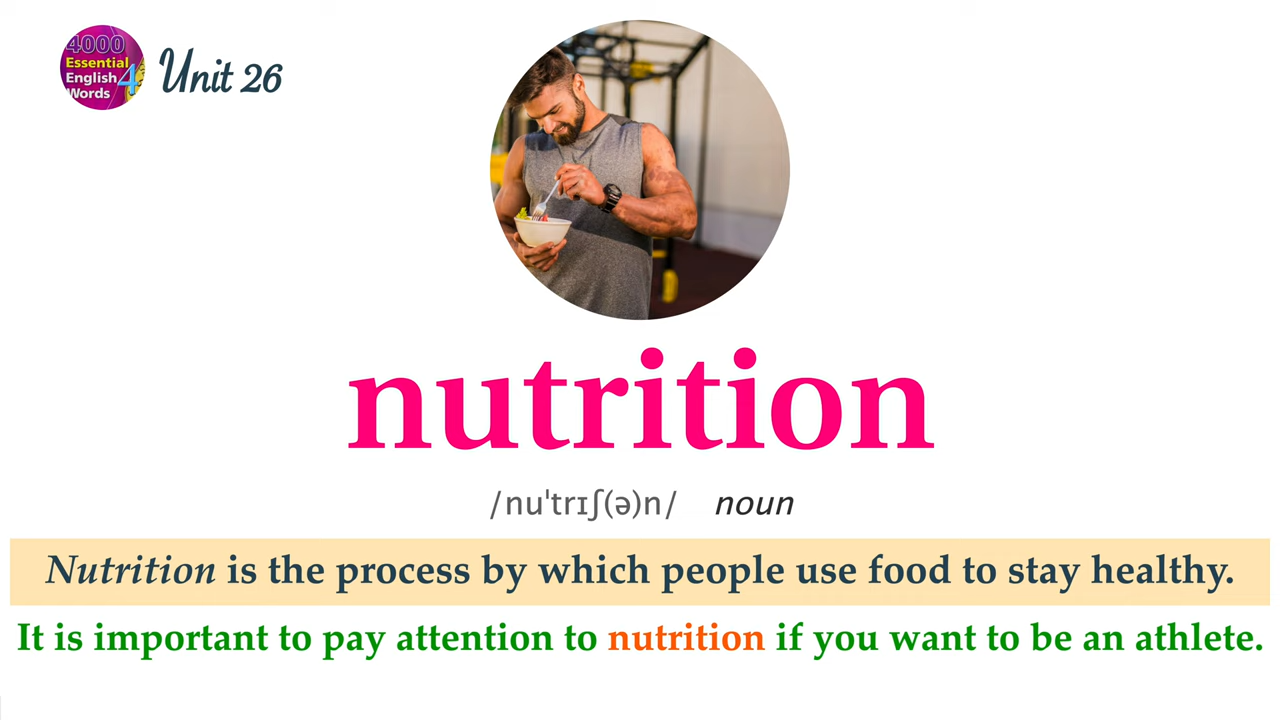 4000
Essential
English 4
Words
Unit 26
nutrition
/nuˈtrɪʃ(ə)n/ noun
Nutrition is the process by which people use food to stay healthy.
It is important to pay attention to nutrition if you want to be an athlete.